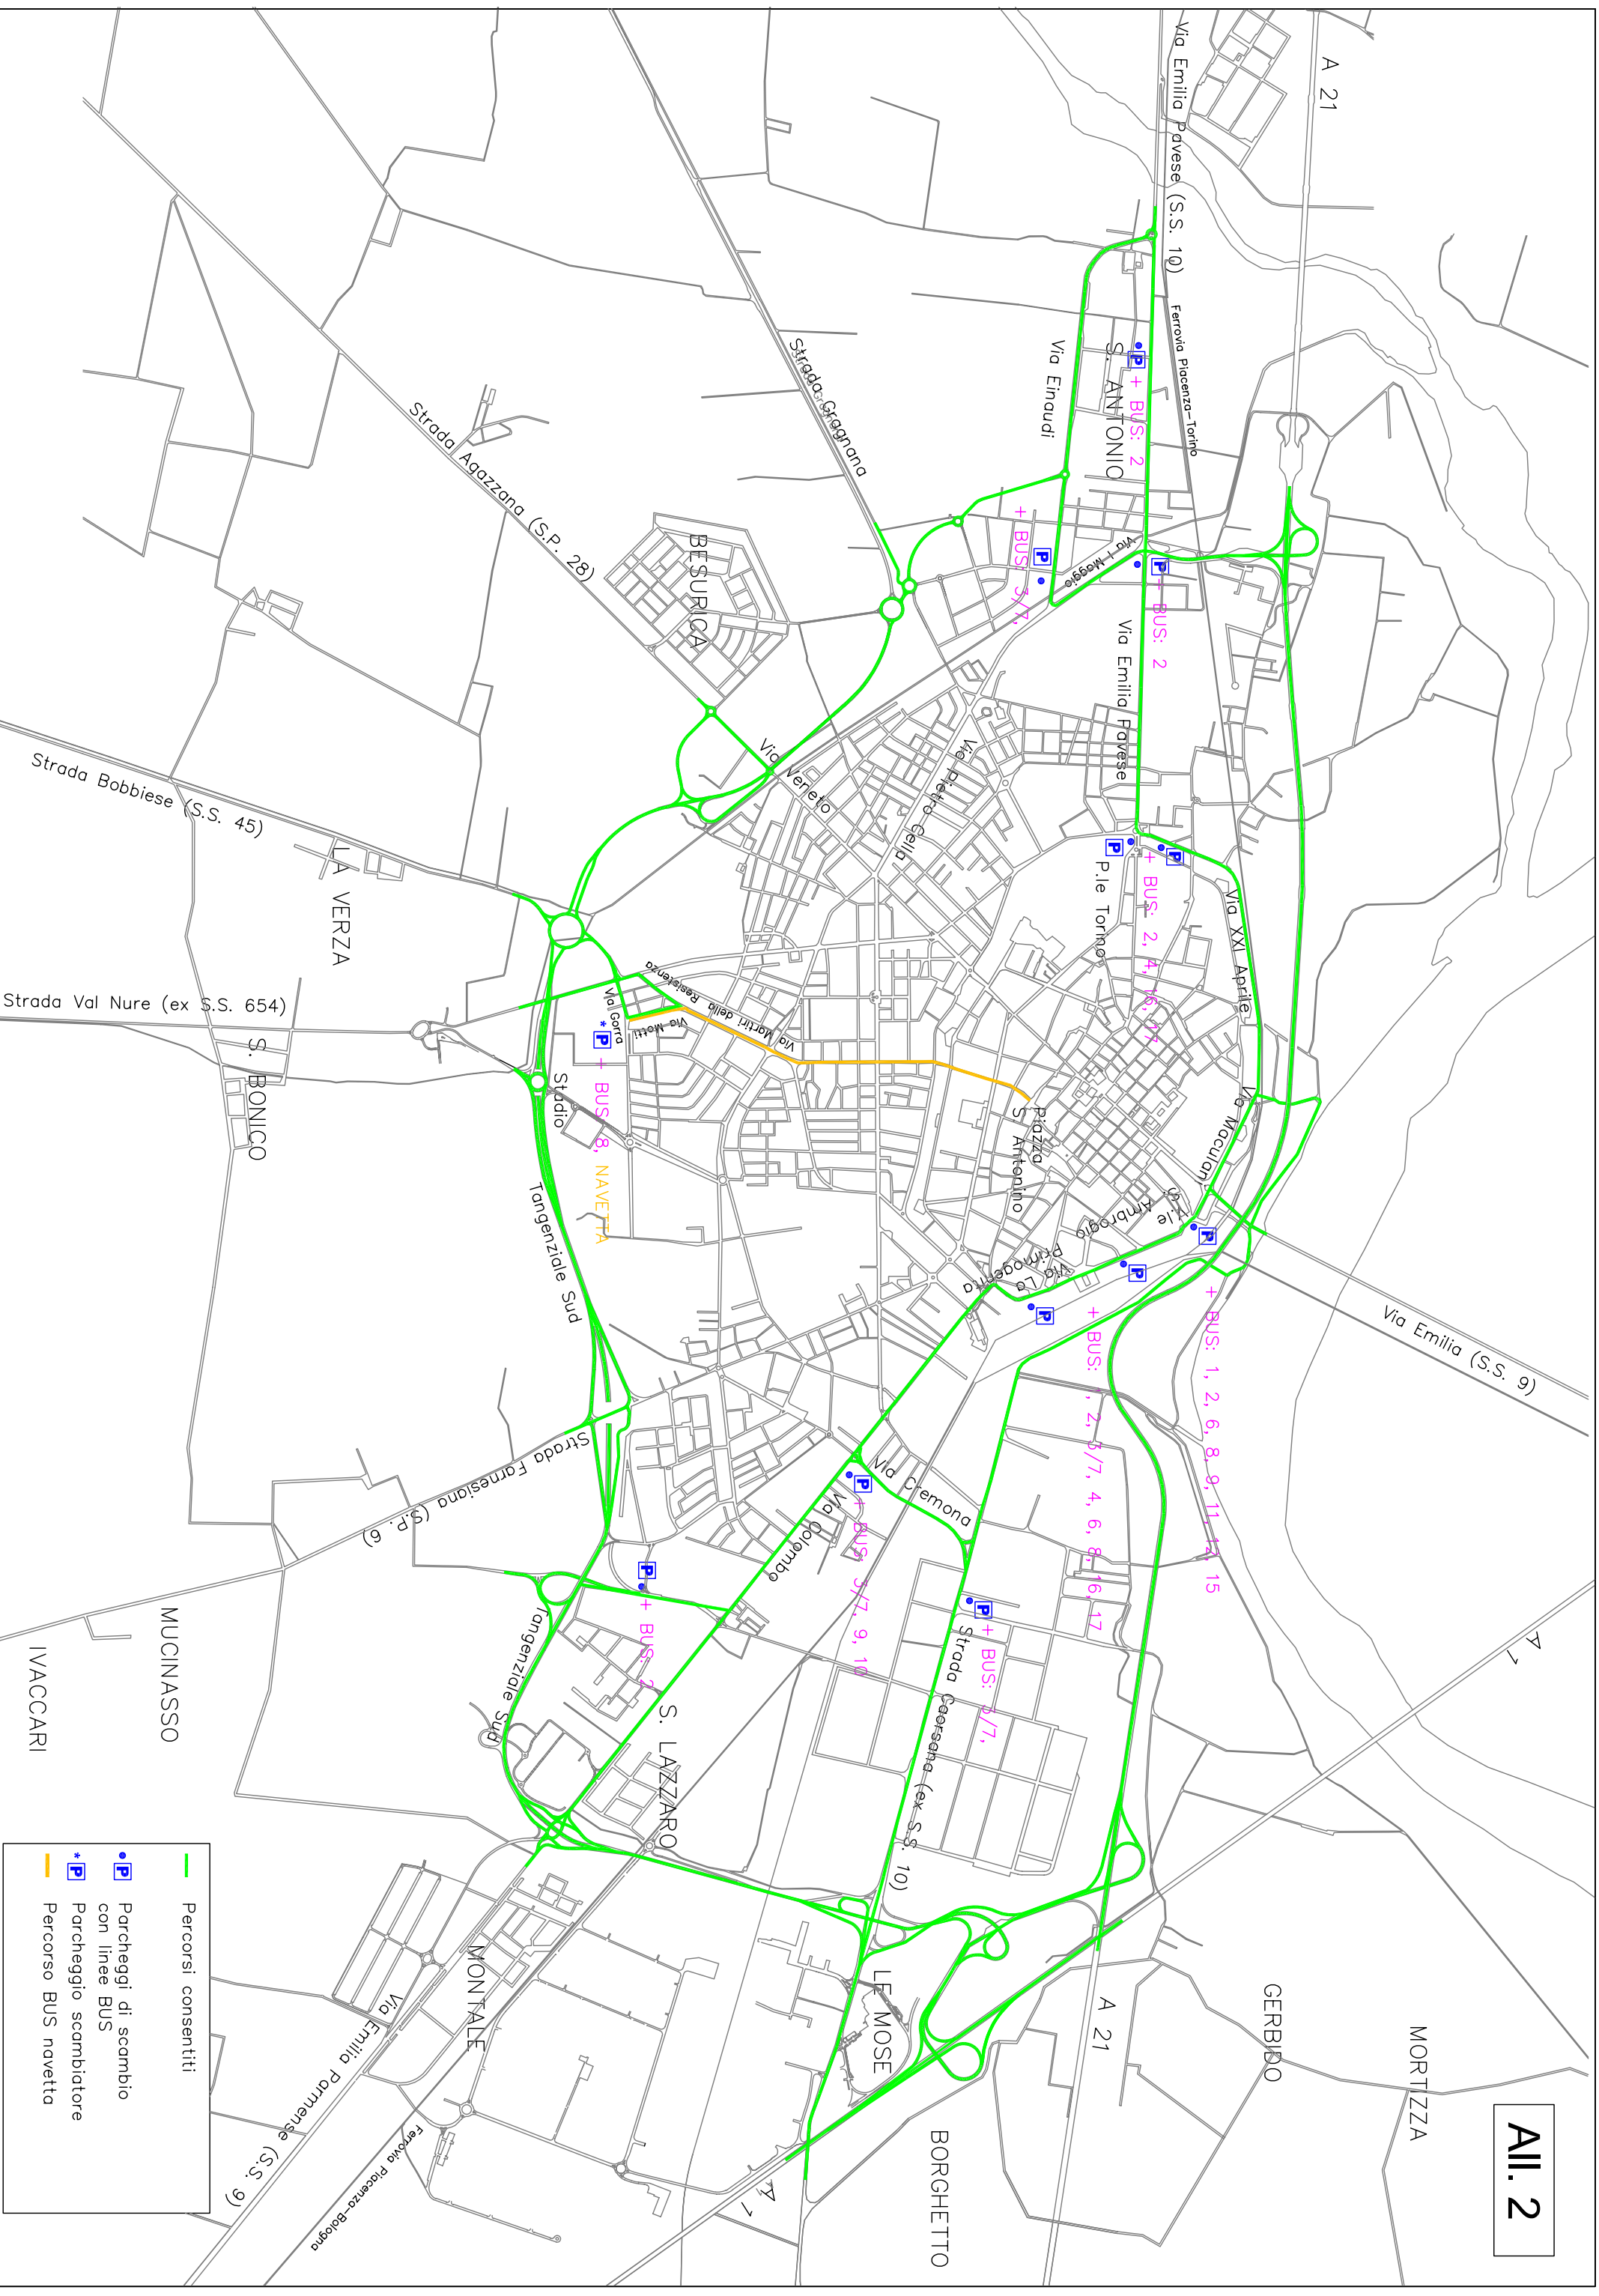 All. 2
A 21
Via Emilia Pavese (S.S. 10)
Ferrovia Piacenza-Torino
S. ANTONIO
+ BUS: 2
Via Einaudi
+ BUS: 3/7,
Via I Maggio
+ BUS: 2
Via Emilia Pavese
Strada Gragnana
Strada Agazzana (S.P. 28)
BESURICA
Via Veneto
Via Pietro Cella
P.le Torino
+ BUS: 2, 4, 16, 17
Via XXI Aprile
Via Maculani
V.le S. Ambrogio
Via La Primogenita
Piazza
S. Antonino
Strada Bobbiese (S.S. 45)
LA VERZA
Strada Val Nure (ex S.S. 654)
S. BONICO
Via Gorra
Via Motti
Via Martiri della Resistenza
+ BUS: 8, NAVETTA
Stadio
Tangenziale Sud
Via Emilia (S.S. 9)
+ BUS: 1, 2, 6, 8, 9, 11, 12, 15
+ BUS: 1, 2, 3/7, 4, 6, 8, 16, 17
Via Cremona
Via Colombo
+ BUS: 3/7, 9, 10
+ BUS: 3/7,
Strada Caorsana (ex S.S. 10)
Strada Farnesiana (S.P. 6)
+ BUS: 2
Tangenziale Sud
MUCINASSO
IVACCARI
S. LAZZARO
A 1
MONTALE
LE MOSE
A 21
GERBIDO
MORTIZZA
BORGHETTO
A 1
Via Emilia Parmense (S.S. 9)
Ferrovia Piacenza-Bologna
Percorsi consentiti
P Parcheggi di scambio
con linee BUS
* P Parcheggio scambiatore
Percorso BUS navetta